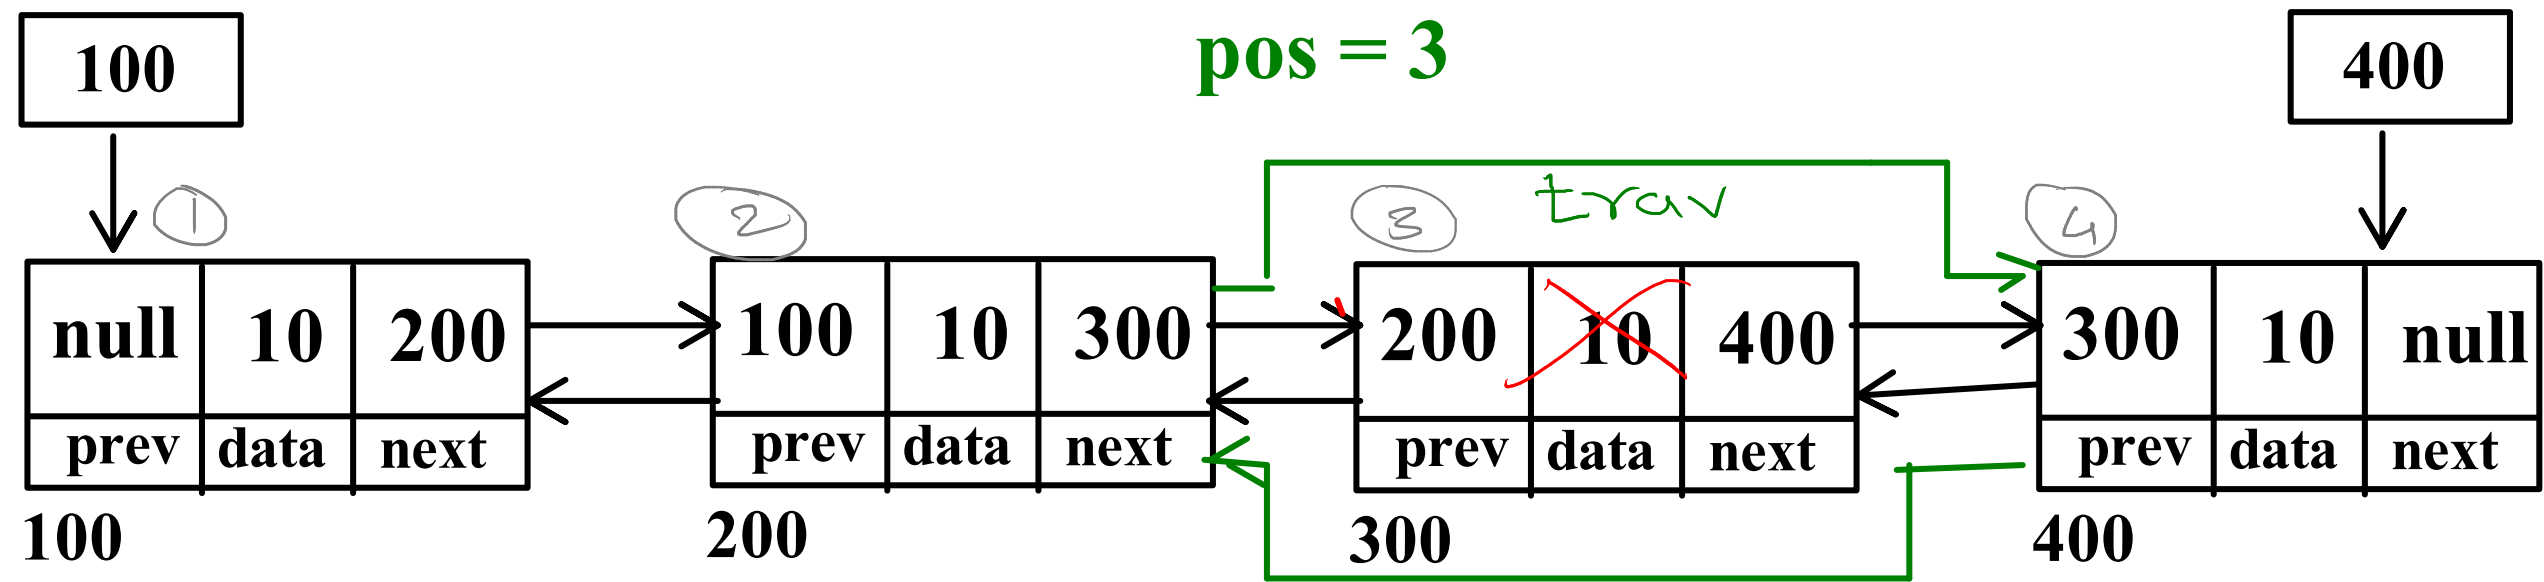 100
pos = 3
400
1
2
3
trav
4
null 10 200
100 10 300
200 10 400
300 10 null
prev data next
prev data next
prev data next
prev data next
100
200
300
400